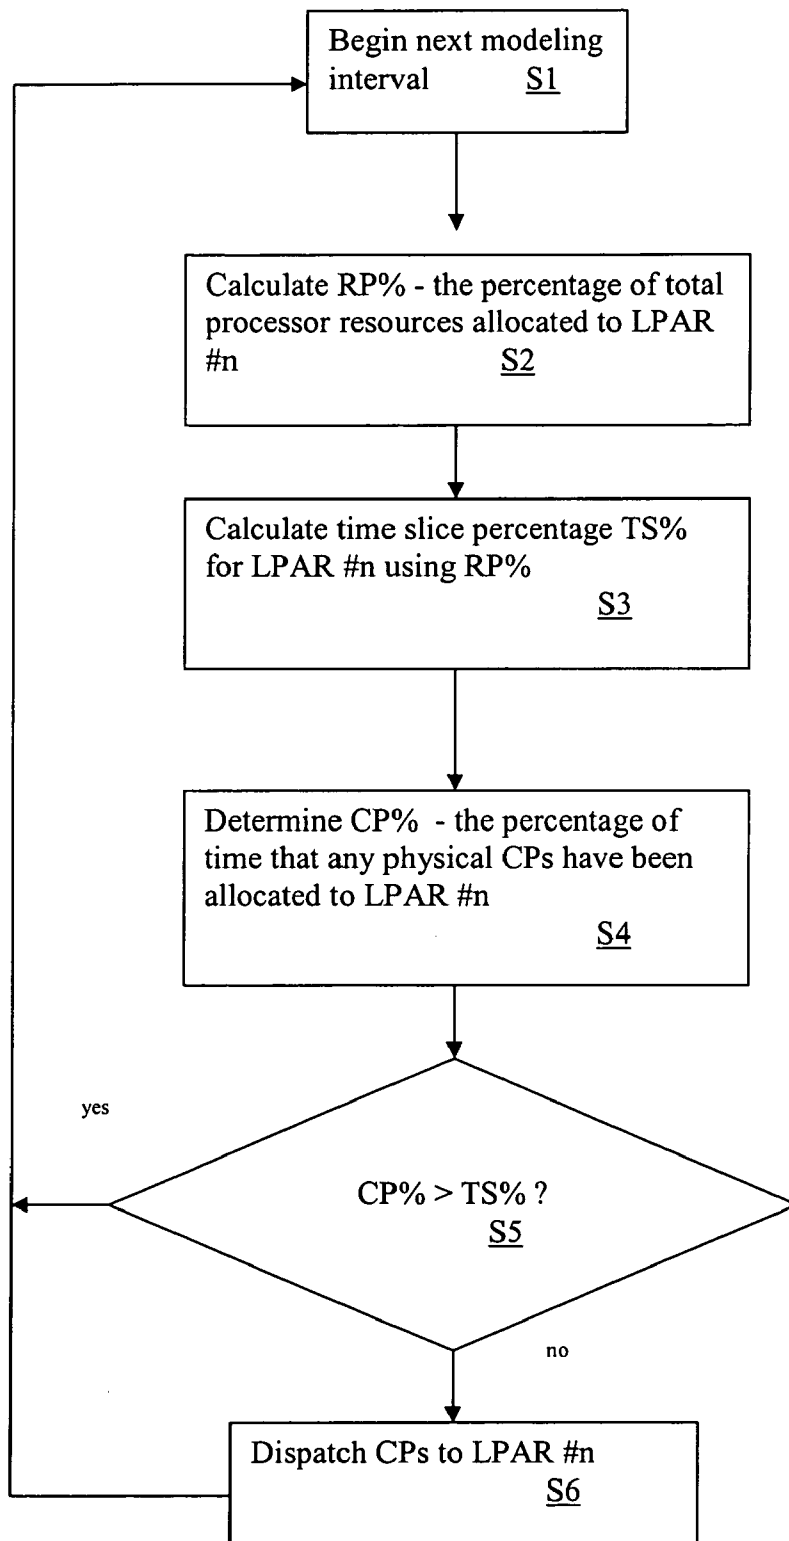 Begin next modeling
interval S1
Calculate RP% - the percentage of total
processor resources allocated to LPAR
#n S2
Calculate time slice percentage TS%
for LPAR #n using RP%
S3
Determine CP% - the percentage of
time that any physical CPs have been
allocated to LPAR #n
S4
yes
CP% > TS% ?
S5
no
Dispatch CPs to LPAR #n
S6